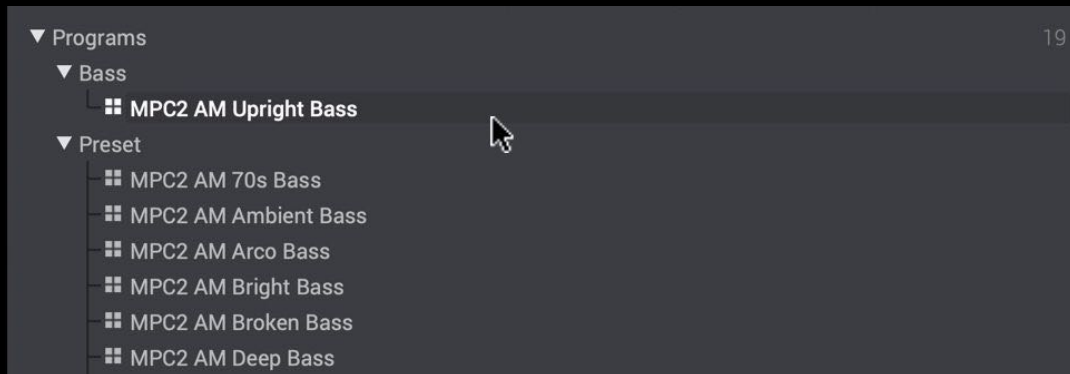 Programs 19
Bass
MPC2 AM Upright Bass
Preset
MPC2 AM 70s Bass
MPC2 AM Ambient Bass
MPC2 AM Arco Bass
MPC2 AM Bright Bass
MPC2 AM Broken Bass
MPC2 AM Deep Bass